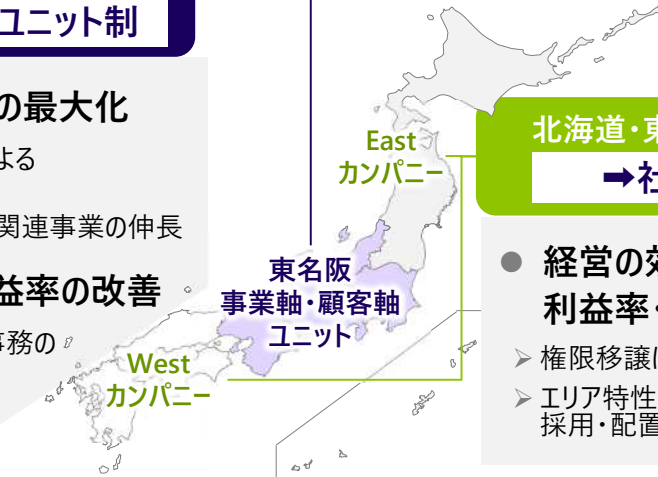 ユニット制
の最大化
よる
関連事業の伸長
益率の改善
事務の
East
カンパニー
東名阪
事業軸・顧客軸
ユニット
West
カンパニー
北海道・東
➡社
● 経営の効
利益率・
➢ 権限移譲に
➢ エリア特性
採用・配置